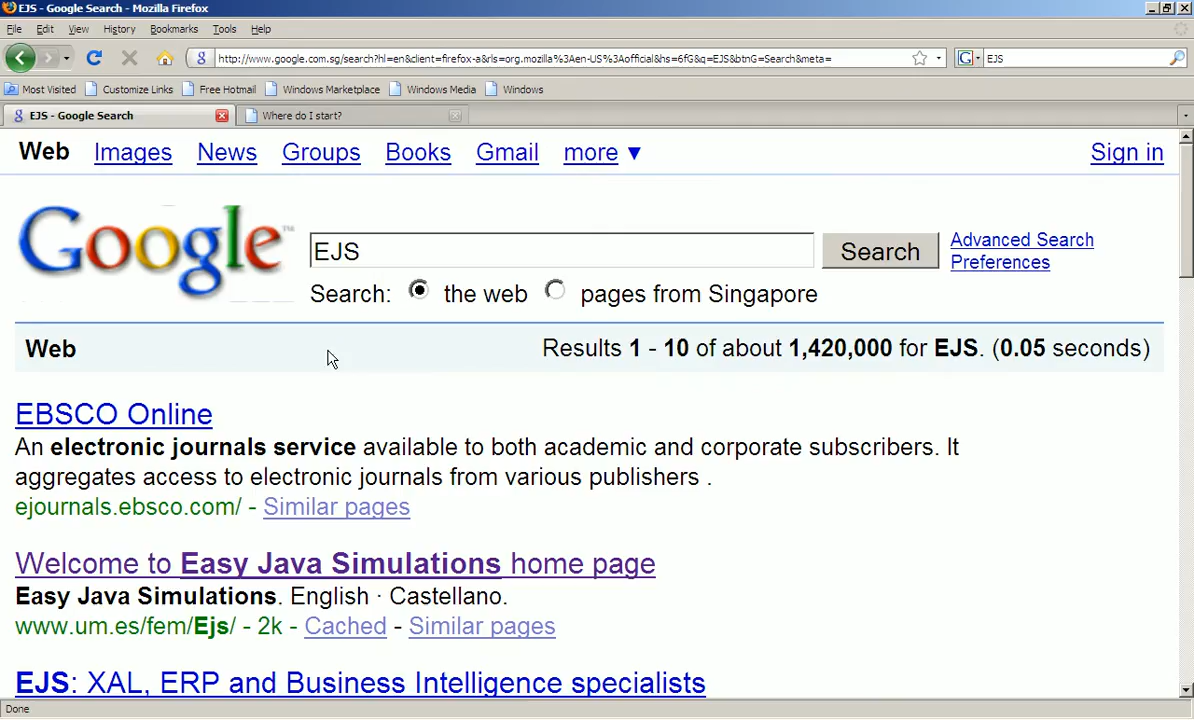 EJS - Google Search - Mozilla Firefox
File Edit View History Bookmarks Tools Help
http://www.google.com.sg/search?hl=en&client=firefox-a&rls=org.mozilla%3Aen-US%3Aofficial&hs=6fG&q=EJS&btnG=Search&meta=
EJS
Most Visited Customize Links Free Hotmail Windows Marketplace Windows Media Windows
EJS - Google Search Where do I start?
Web Images News Groups Books Gmail more ▼ Sign in
Google™
EJS Search Advanced Search
Preferences
Search: the web pages from Singapore
Web Results 1 - 10 of about 1,420,000 for EJS. (0.05 seconds)
EBSCO Online
An electronic journals service available to both academic and corporate subscribers. It
aggregates access to electronic journals from various publishers .
ejournals.ebsco.com/ - Similar pages
Welcome to Easy Java Simulations home page
Easy Java Simulations. English · Castellano.
www.um.es/fem/Ejs/ - 2k - Cached - Similar pages
EJS: XAL, ERP and Business Intelligence specialists
Done